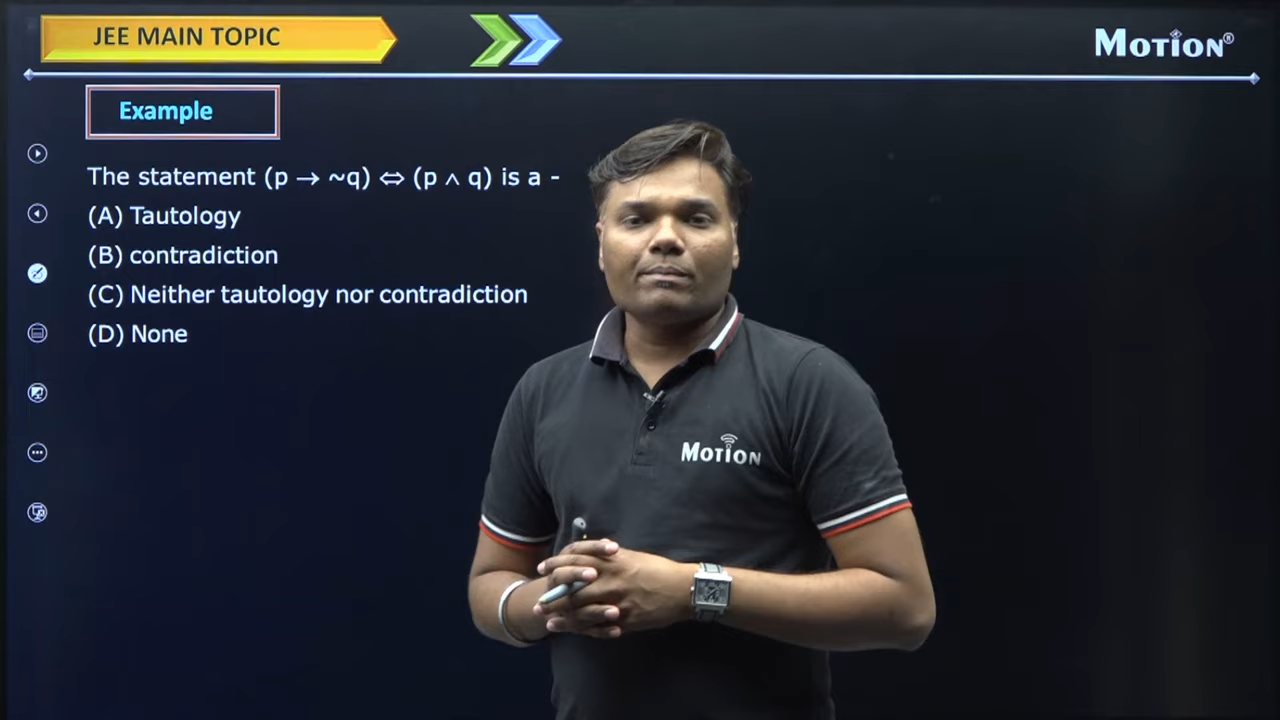 JEE MAIN TOPIC
MOTION®
Example
The statement (p → ~q) ⇔ (p ∧ q) is a -
(A) Tautology
(B) contradiction
(C) Neither tautology nor contradiction
(D) None
MOTION